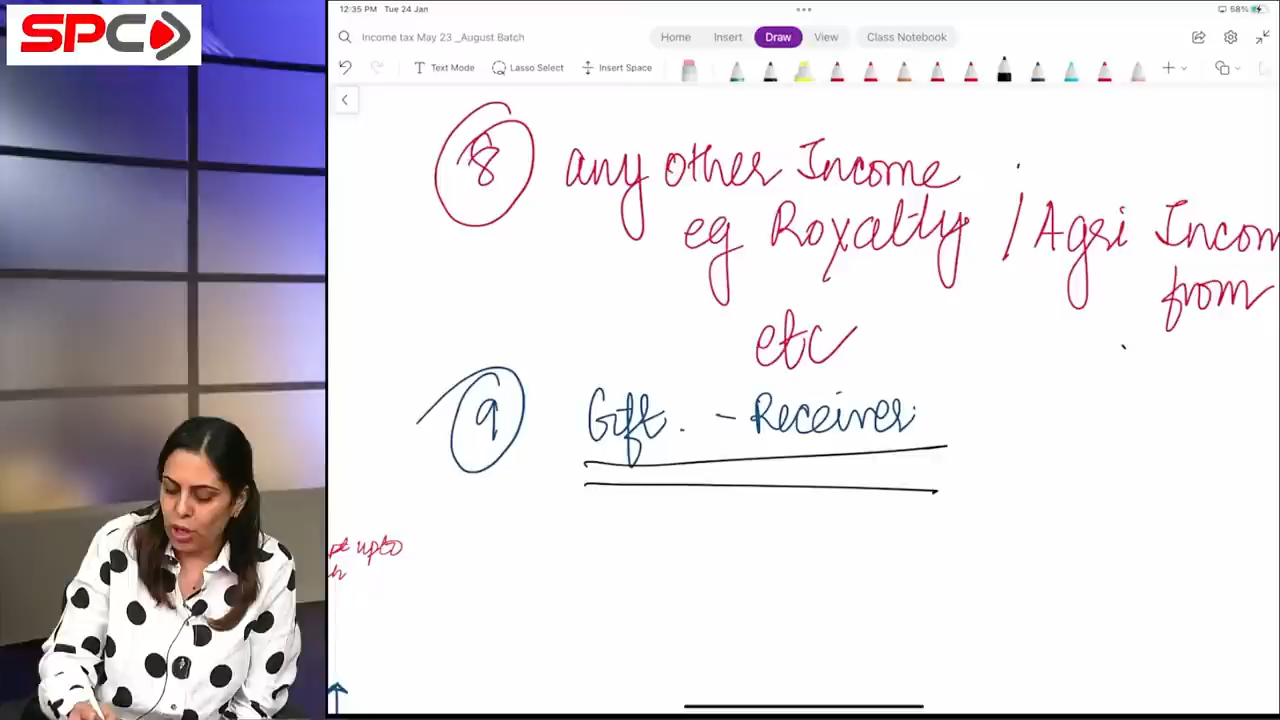 SPC
12:35 PM Tue 24 Jan
58%
Income tax May 23 _August Batch
Home Insert Draw View Class Notebook
Text Mode Lasso Select Insert Space
8 any other Income
eg Royalty / Agri Incom
from
etc
9 Gift. - Receiver
upto